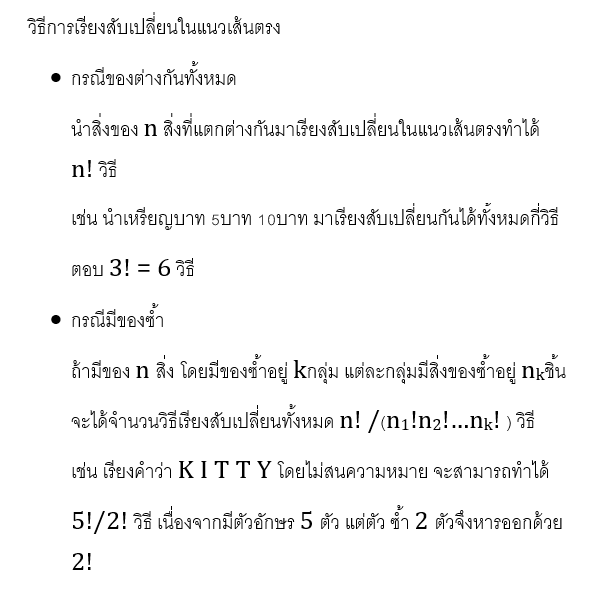 วิธีการเรียงสับเปลี่ยนในแนวเส้นตรง
● กรณีของต่างกันทั้งหมด
นำสิ่งของ n สิ่งที่แตกต่างกันมาเรียงสับเปลี่ยนในแนวเส้นตรงทำได้
n! วิธี
เช่น นำเหรียญบาท 5บาท 10บาท มาเรียงสับเปลี่ยนกันได้ทั้งหมดกี่วิธี
ตอบ 3! = 6 วิธี
● กรณีมีของซ้ำ
ถ้ามีของ n สิ่ง โดยมีของซ้ำอยู่ kกลุ่ม แต่ละกลุ่มมีสิ่งของซ้ำอยู่ nₖชิ้น
จะได้จำนวนวิธีเรียงสับเปลี่ยนทั้งหมด n! /(n₁!n₂!...nₖ! ) วิธี
เช่น เรียงคำว่า K I T T Y โดยไม่สนความหมาย จะสามารถทำได้
5!/2! วิธี เนื่องจากมีตัวอักษร 5 ตัว แต่ตัว ซ้ำ 2 ตัวจึงหารออกด้วย
2!